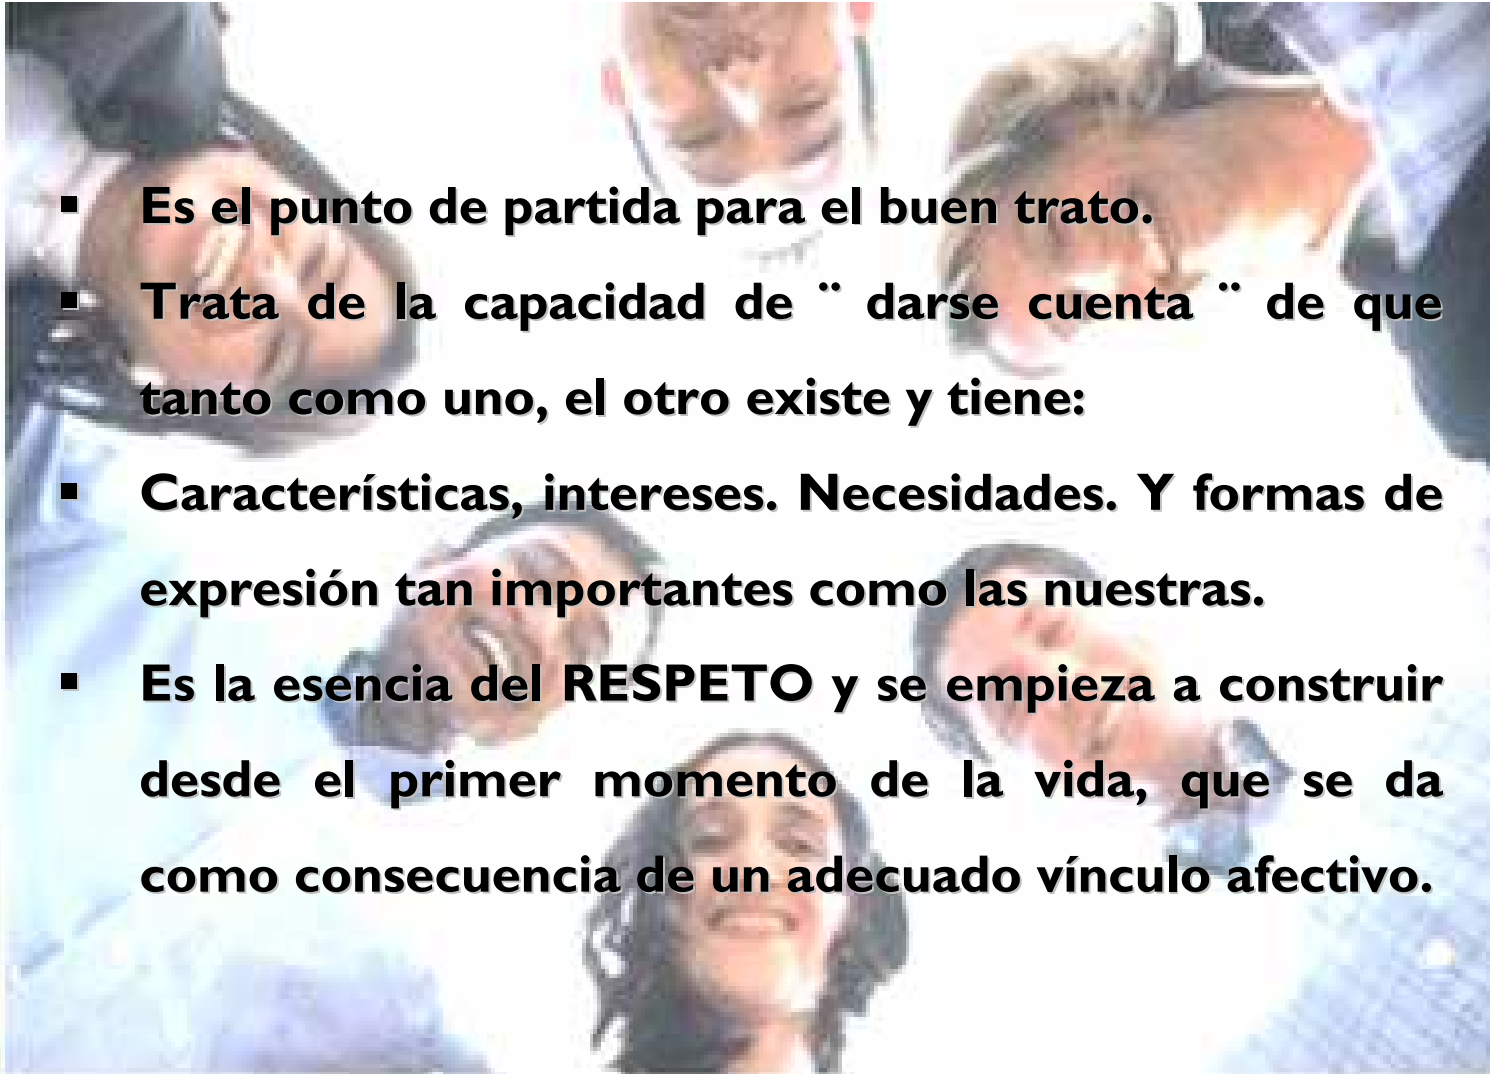 ▪ Es el punto de partida para el buen trato.
▪ Trata de la capacidad de ¨ darse cuenta ¨ de que
tanto como uno, el otro existe y tiene:
▪ Características, intereses. Necesidades. Y formas de
expresión tan importantes como las nuestras.
▪ Es la esencia del RESPETO y se empieza a construir
desde el primer momento de la vida, que se da
como consecuencia de un adecuado vínculo afectivo.